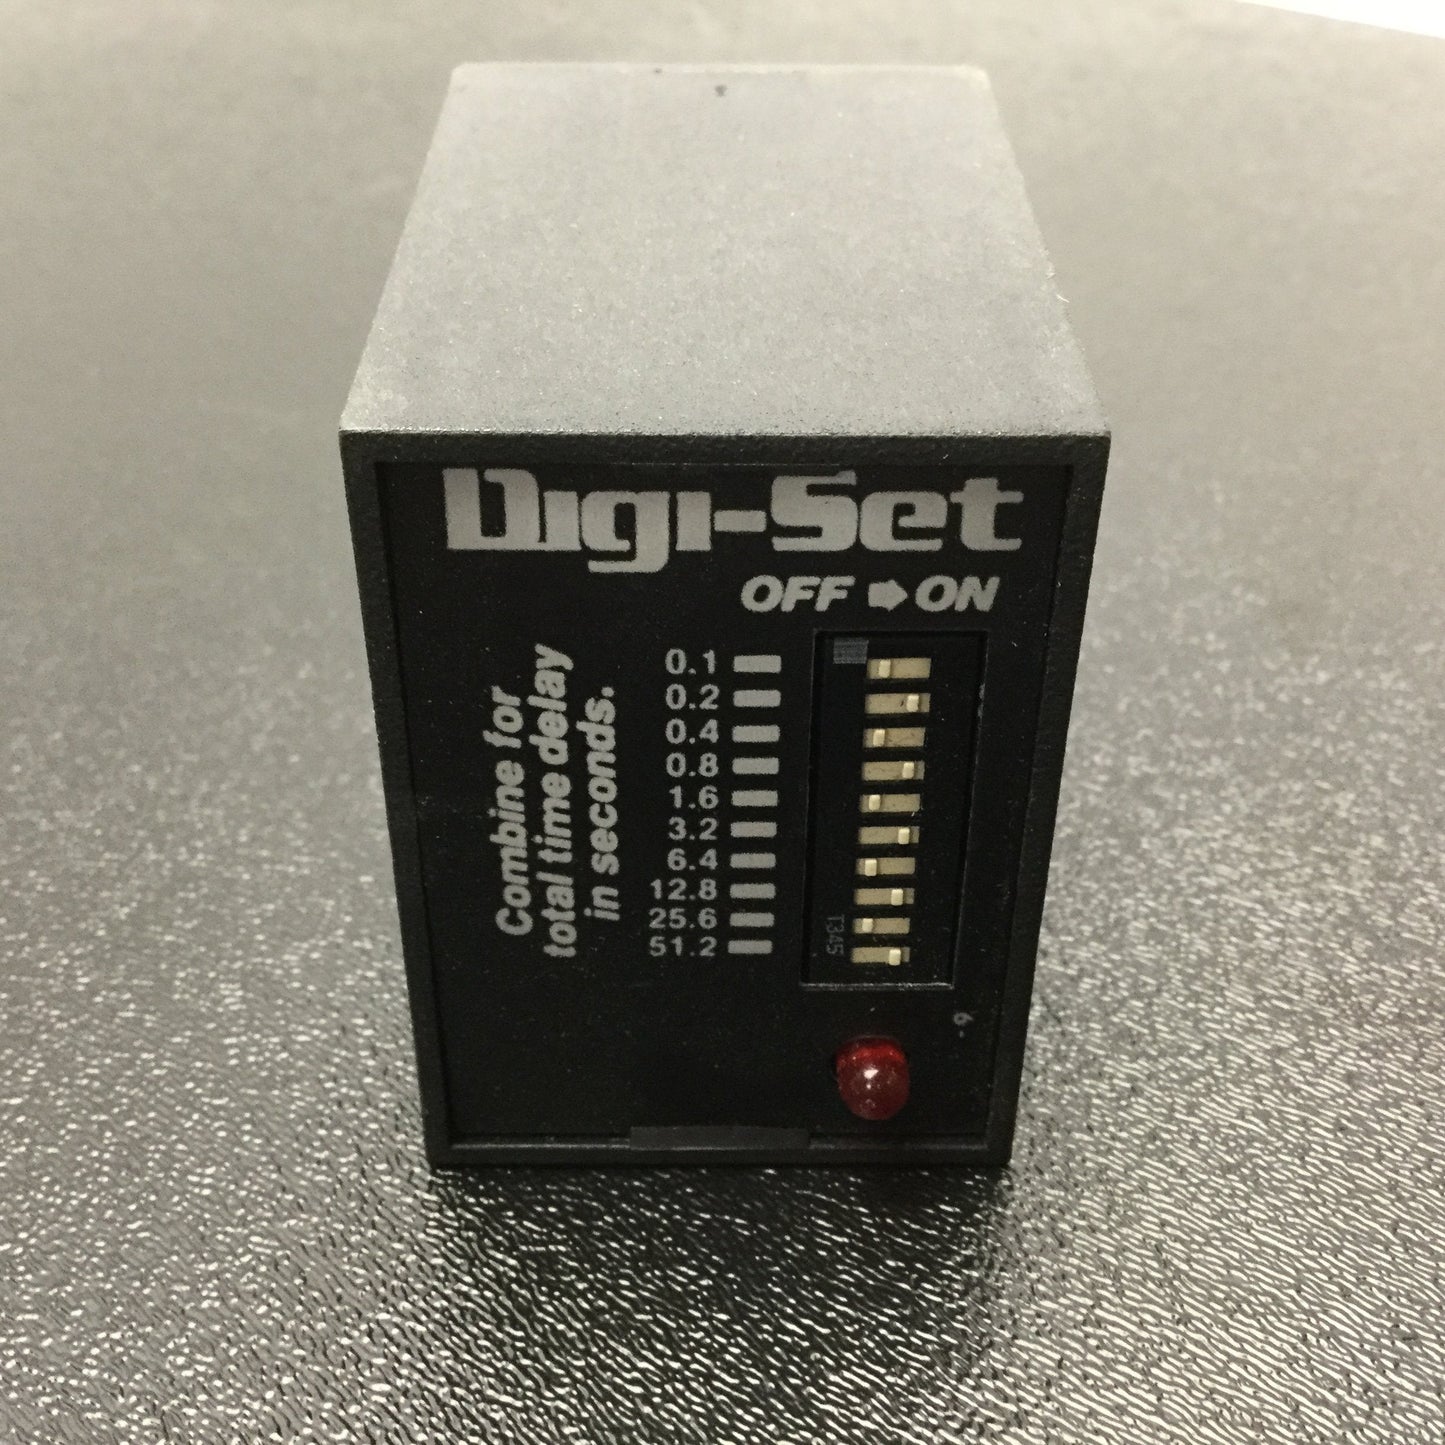 Digi-Set
OFF ➡ ON
Combine for
total time delay
in seconds.
0.1
0.2
0.4
0.8
1.6
3.2
6.4
12.8
25.6
51.2
T345